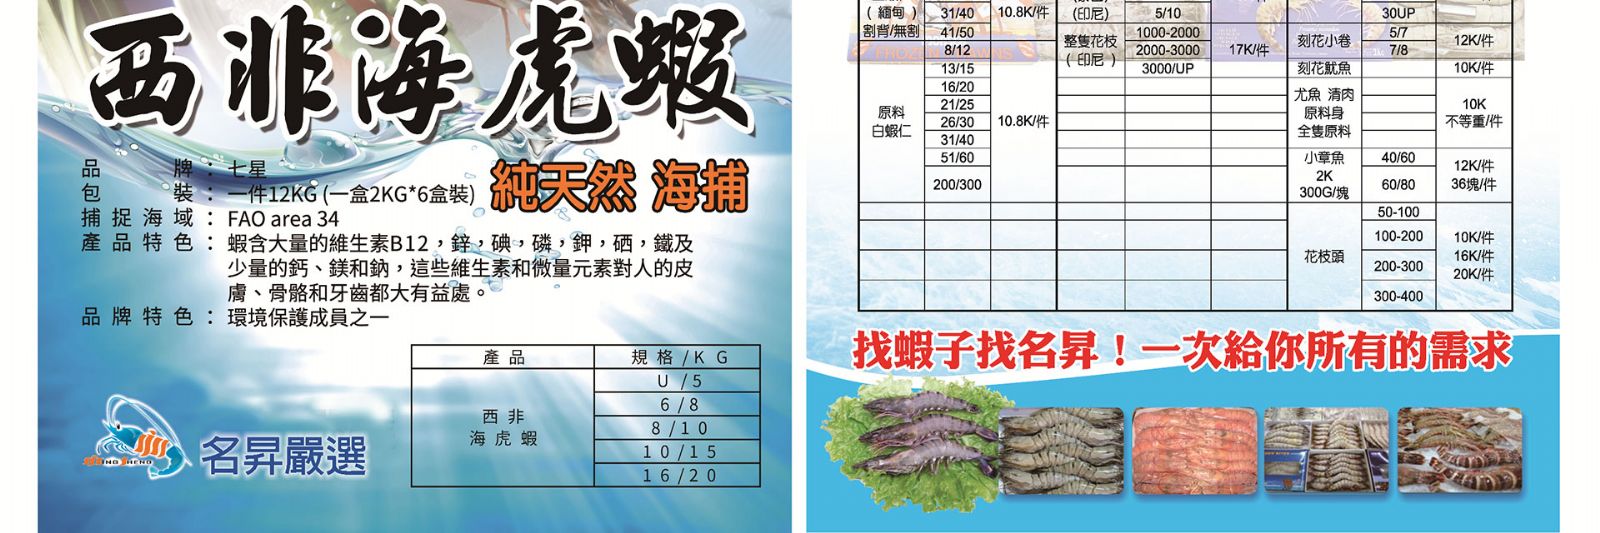 西非海虎蝦
品牌：七星
包裝：一件12KG (一盒2KG*6盒裝)
純天然 海捕
捕捉海域：FAO area 34
產品特色：蝦含大量的維生素B12，鋅，碘，磷，鉀，硒，鐵及
少量的鈣、鎂和鈉，這些維生素和微量元素對人的皮
膚、骨骼和牙齒都大有益處。
品牌特色：環境保護成員之一
產品 規格/KG
U/5
6/8
西非
海虎蝦
8/10
10/15
16/20
MING SHENG
名昇嚴選
(緬甸)
割背/無割
31/40
10.8K/件
41/50
8/12
13/15
原料
白蝦仁
16/20
21/25
26/30
31/40
51/60
200/300
10.8K/件
(印尼)
5/10
整隻花枝
(印尼)
1000-2000
2000-3000
3000/UP
17K/件
30UP
刻花小卷
5/7
7/8
12K/件
刻花魷魚
10K/件
尤魚 清肉
原料身
全隻原料
10K
不等重/件
小章魚
2K
300G/塊
40/60
60/80
12K/件
36塊/件
花枝頭
50-100
100-200
200-300
300-400
10K/件
16K/件
20K/件
找蝦子找名昇！一次給你所有的需求